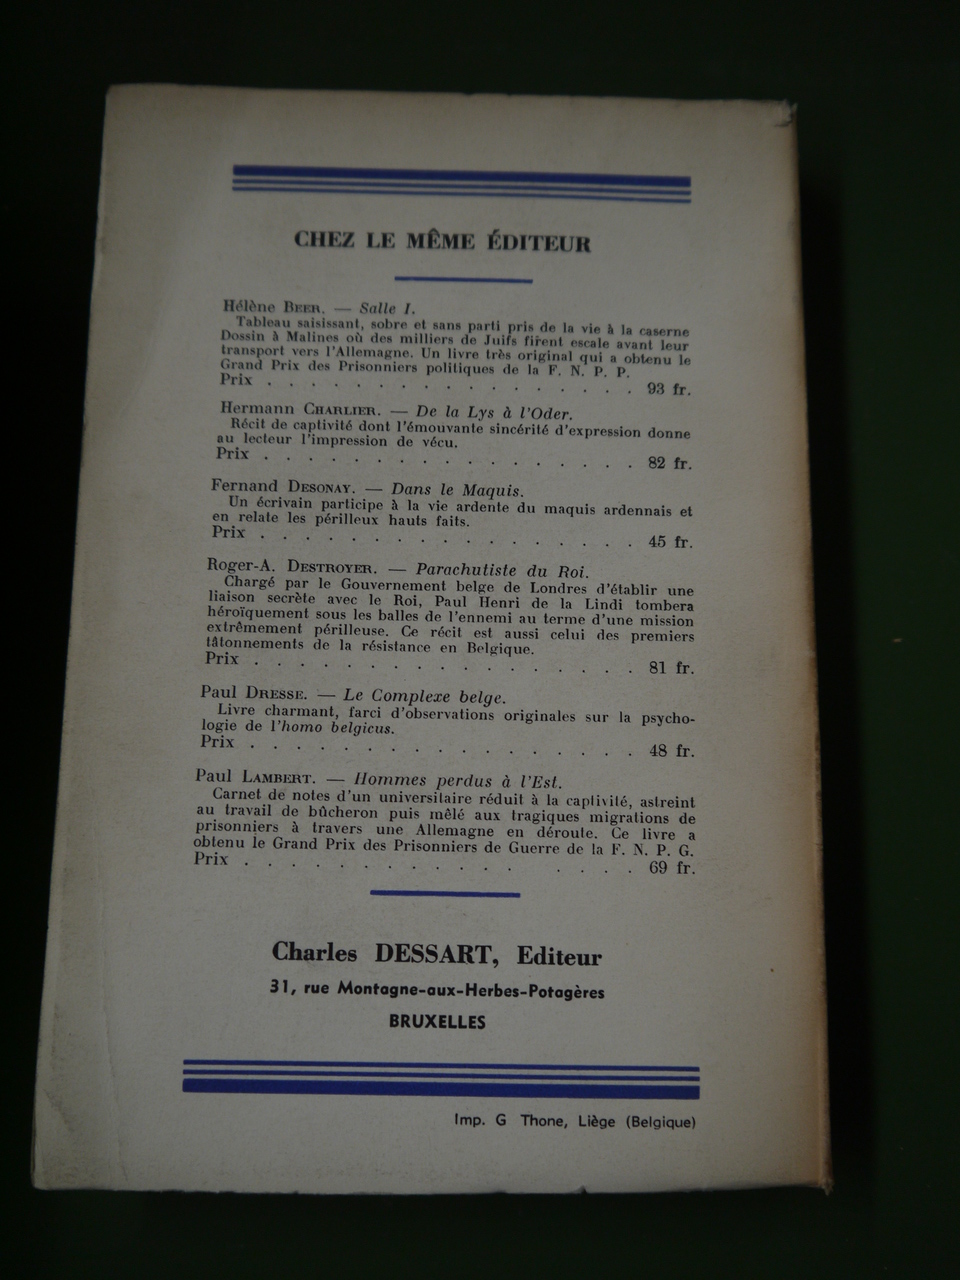 CHEZ LE MÊME ÉDITEUR
Hélène BEER. — Salle I.
Tableau saisissant, sobre et sans parti pris de la vie à la caserne
Dossin à Malines où des milliers de Juifs firent escale avant leur
transport vers l'Allemagne. Un livre très original qui a obtenu le
Grand Prix des Prisonniers politiques de la F. N. P. P.
Prix . . . . . . . . . . . . . . . . . 93 fr.
Hermann CHARLIER. — De la Lys à l'Oder.
Récit de captivité dont l'émouvante sincérité d'expression donne
au lecteur l'impression de vécu.
Prix . . . . . . . . . . . . . . . . . 82 fr.
Fernand DESONAY. — Dans le Maquis.
Un écrivain participe à la vie ardente du maquis ardennais et
en relate les périlleux hauts faits.
Prix . . . . . . . . . . . . . . . . . 45 fr.
Roger-A. DESTROYER. — Parachutiste du Roi.
Chargé par le Gouvernement belge de Londres d'établir une
liaison secrète avec le Roi, Paul Henri de la Lindi tombera
héroïquement sous les balles de l'ennemi au terme d'une mission
extrêmement périlleuse. Ce récit est aussi celui des premiers
tâtonnements de la résistance en Belgique.
Prix . . . . . . . . . . . . . . . . . 81 fr.
Paul DRESSE. — Le Complexe belge.
Livre charmant, farci d'observations originales sur la psycho-
logie de l'homo belgicus.
Prix . . . . . . . . . . . . . . . . . 48 fr.
Paul LAMBERT. — Hommes perdus à l'Est.
Carnet de notes d'un universitaire réduit à la captivité, astreint
au travail de bûcheron puis mêlé aux tragiques migrations de
prisonniers à travers une Allemagne en déroute. Ce livre a
obtenu le Grand Prix des Prisonniers de Guerre de la F. N. P. G.
Prix . . . . . . . . . . . . . . . . 69 fr.
Charles DESSART, Editeur
31, rue Montagne-aux-Herbes-Potagères
BRUXELLES
Imp. G Thone, Liège (Belgique)